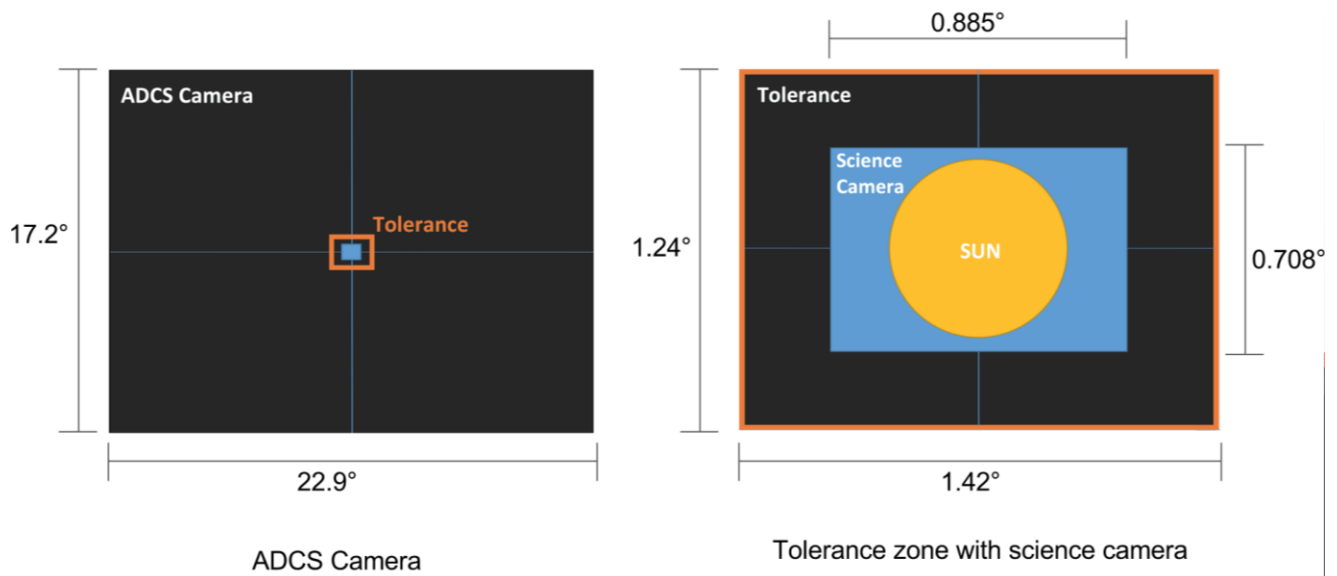 ADCS Camera
Tolerance
17.2°
22.9°
ADCS Camera
0.885°
Tolerance
Science
Camera
SUN
1.24°
0.708°
1.42°
Tolerance zone with science camera